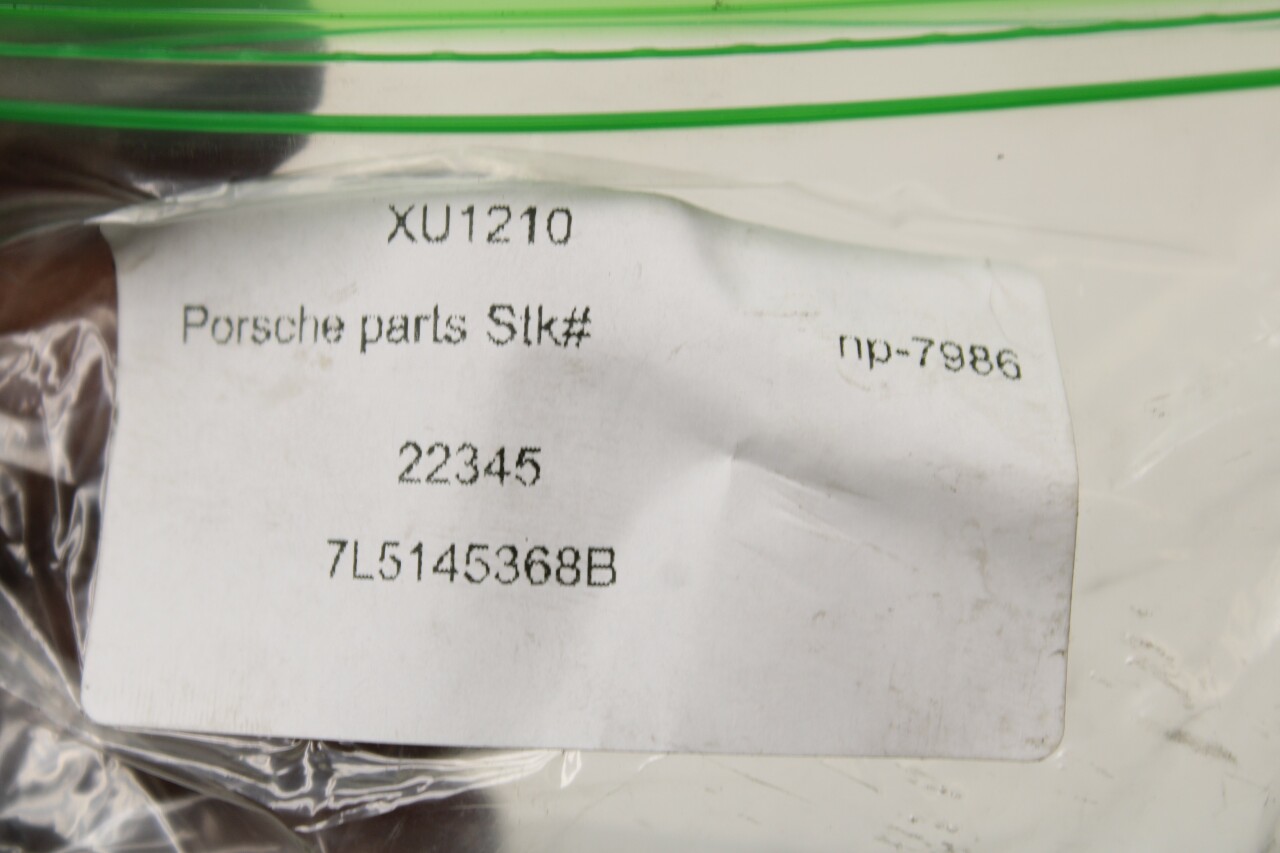 XU1210
Porsche parts Stk# np-7986
22345
7L5145368B